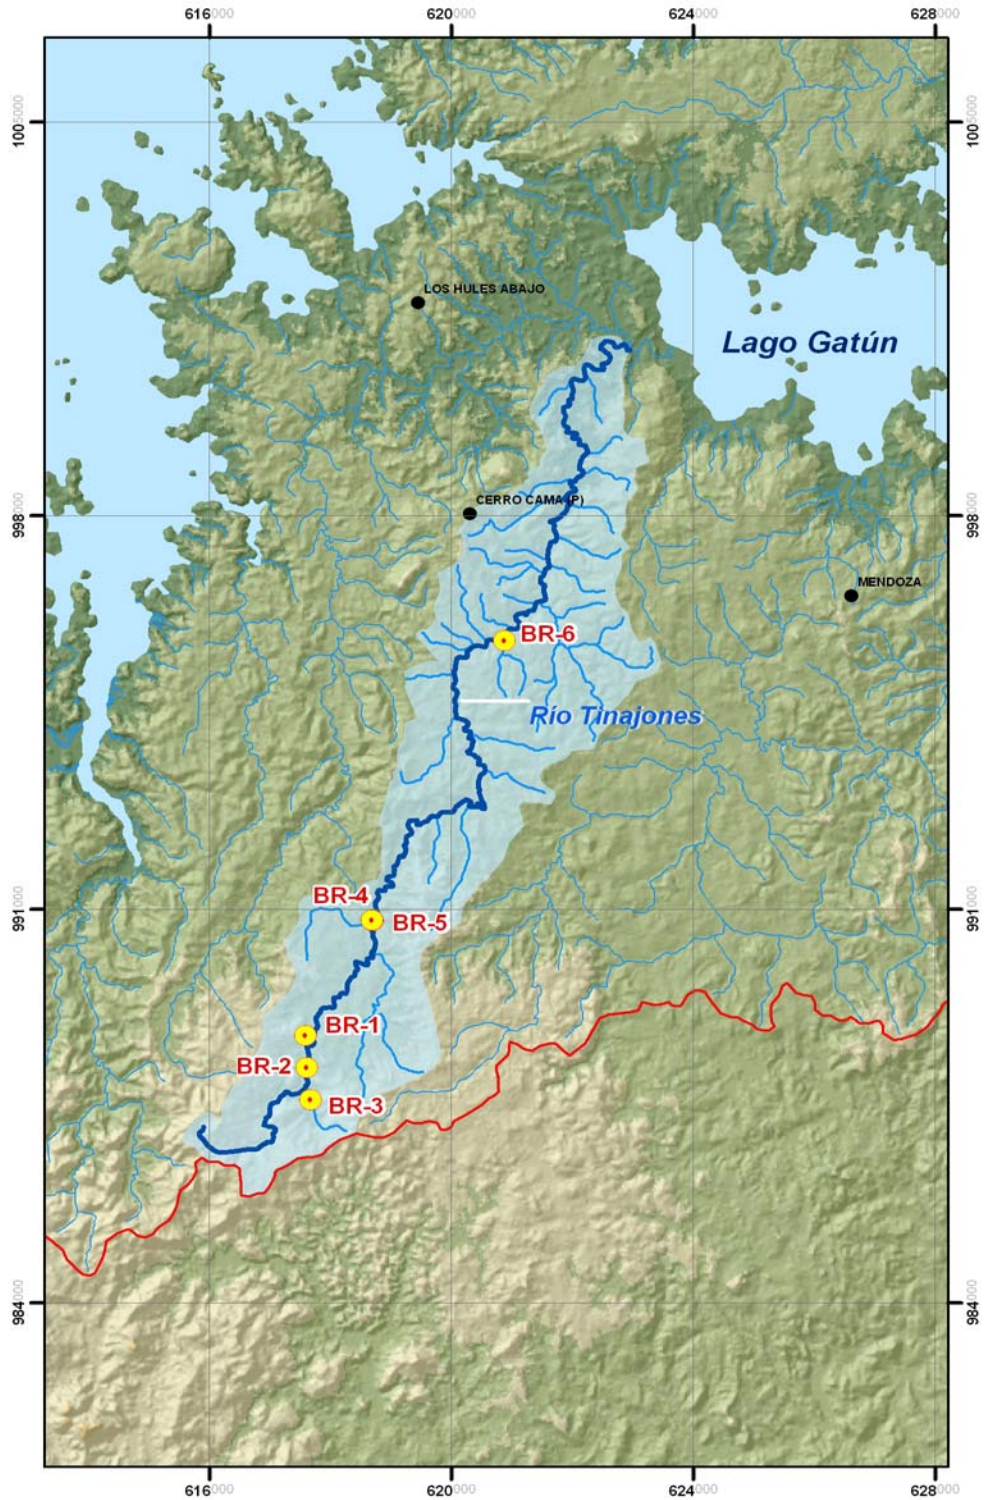 616000 620000 624000 628000
1005000 1005000
LOS HULES ABAJO
Lago Gatún
CERRO CAMA (P)
998000 998000
MENDOZA
BR-6
Río Tinajones
BR-4
991000 991000
BR-5
BR-1
BR-2
BR-3
984000 984000
616000 620000 624000 628000